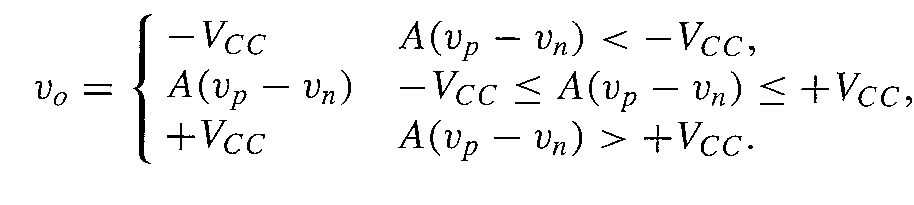 −V_CC A(v_p − v_n) < −V_CC,
v_o = { A(v_p − v_n) −V_CC ≤ A(v_p − v_n) ≤ +V_CC,
+V_CC A(v_p − v_n) > +V_CC.